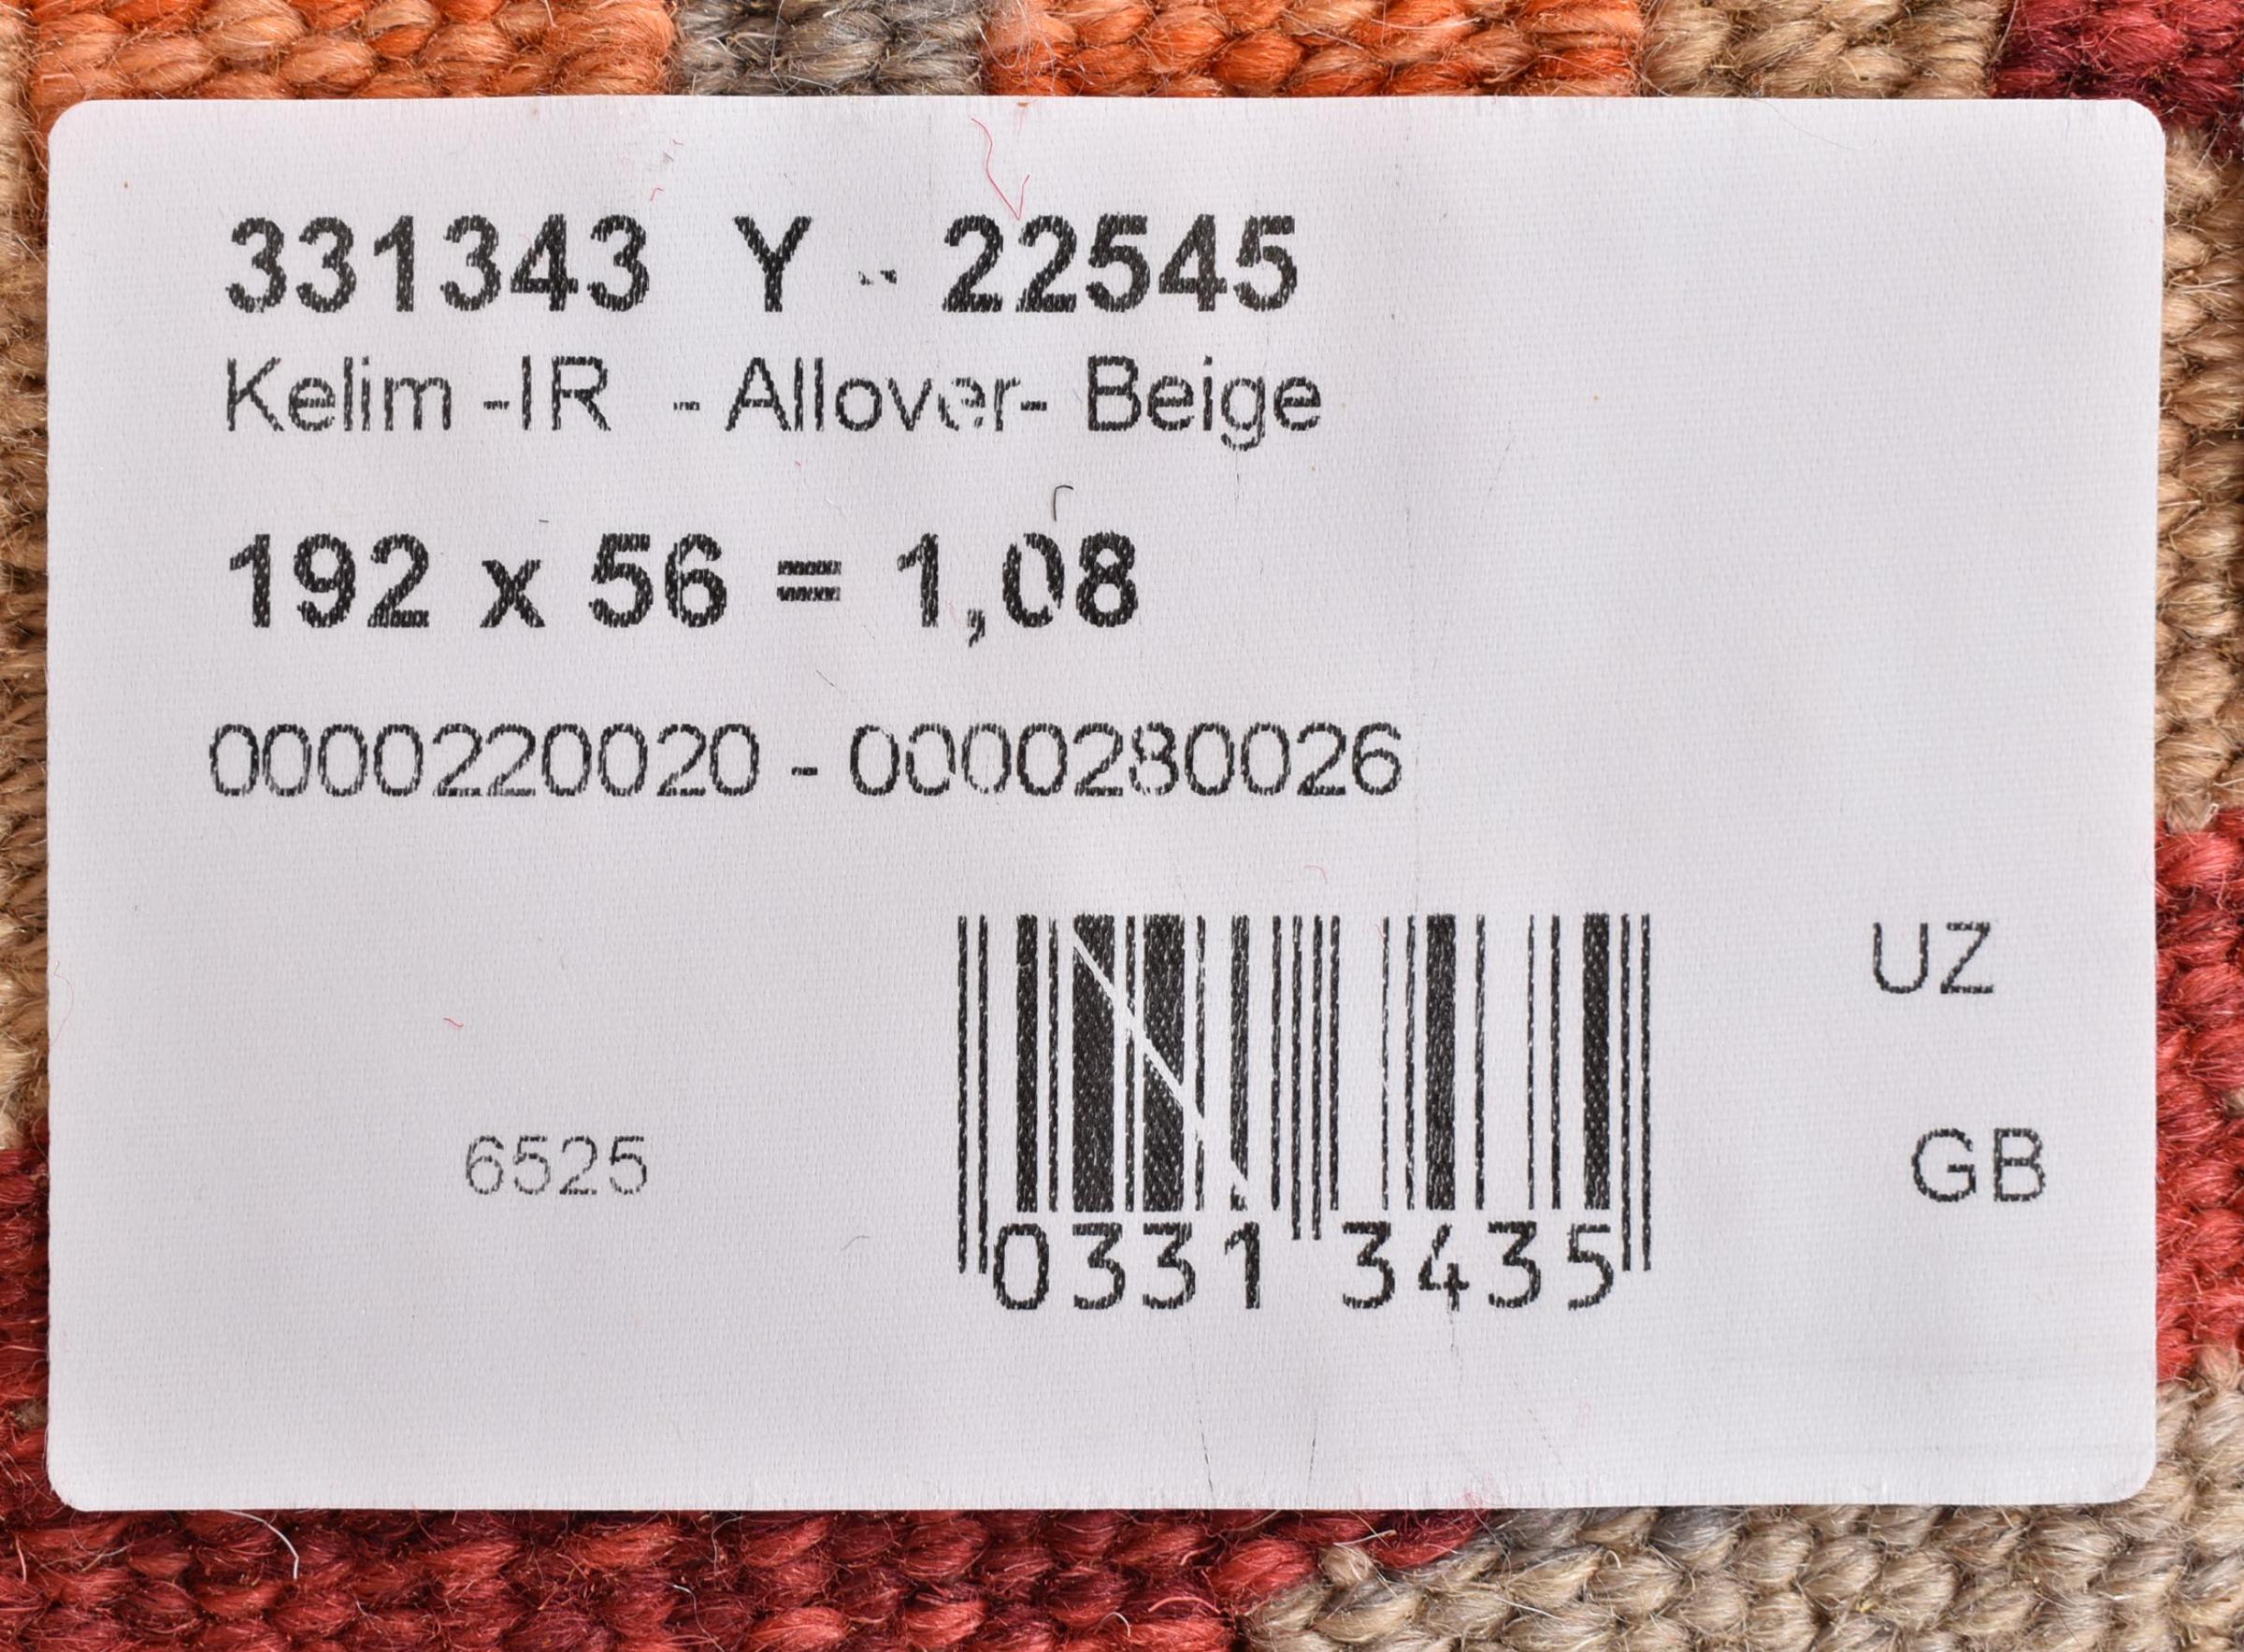 331343 Y - 22545
Kelim -IR - Allover- Beige
192 x 56 = 1,08
0000220020 - 0000280026
UZ
6525
GB
0331 3435